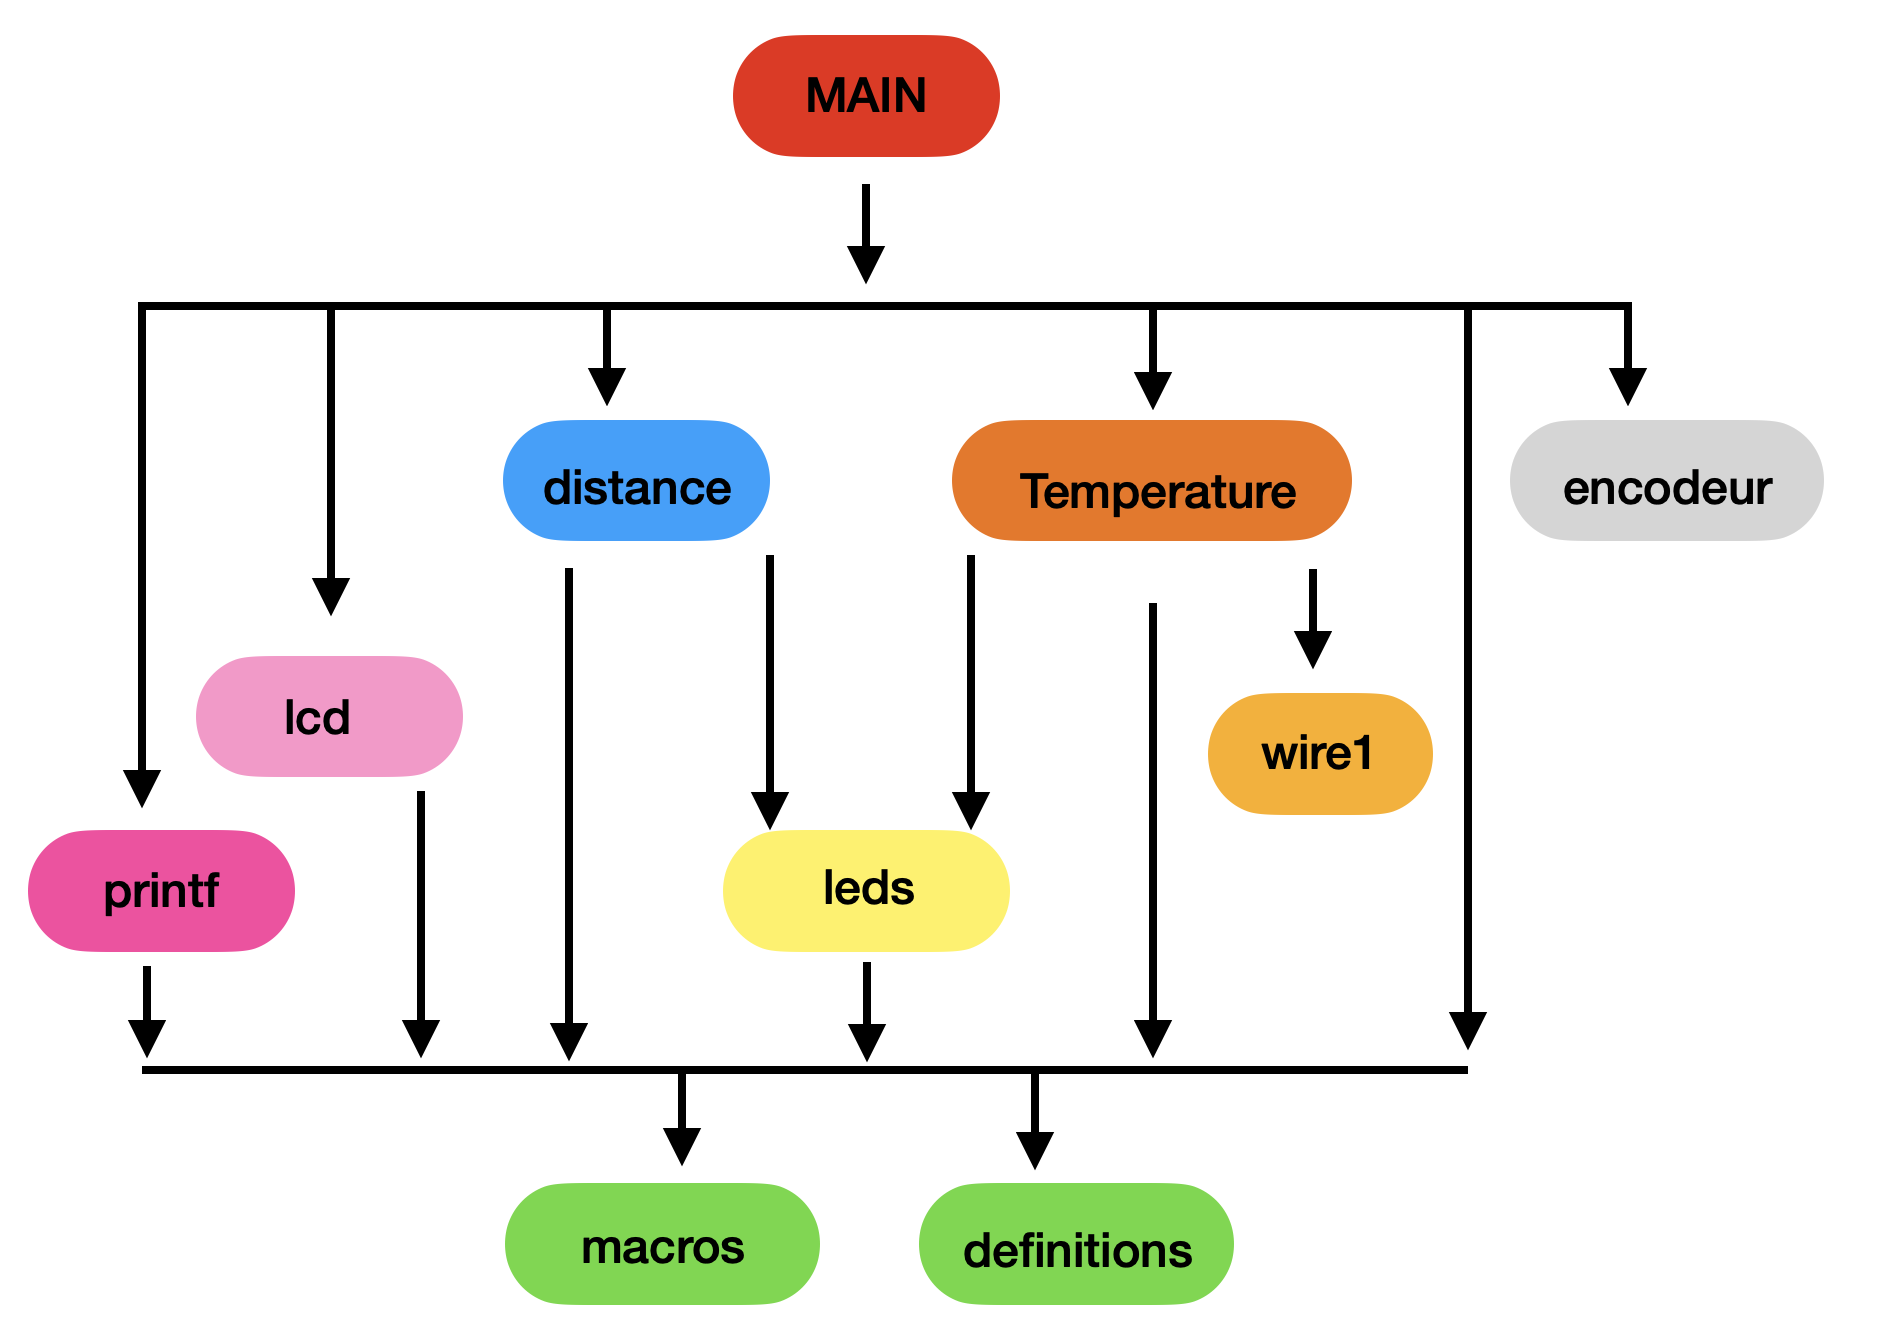 MAIN
distance
Temperature
encodeur
lcd
wire1
printf
leds
macros
definitions